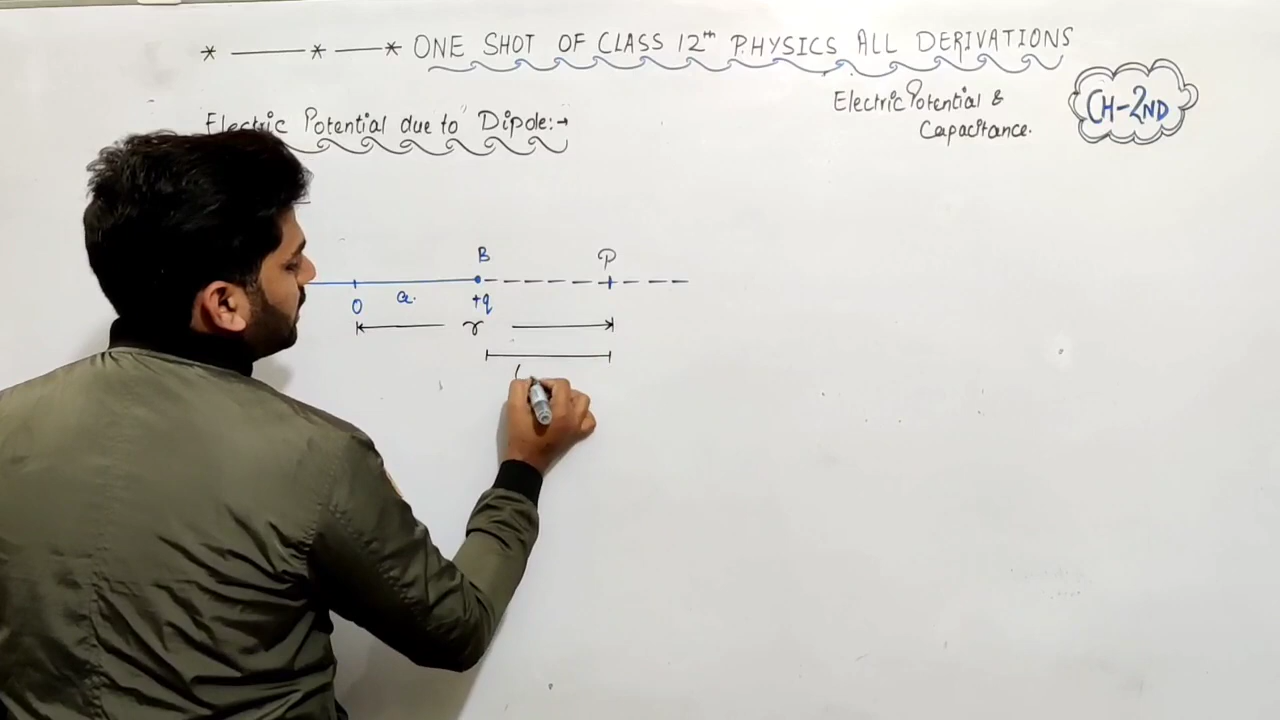 * —— * — * ONE SHOT OF CLASS 12th PHYSICS ALL DERIVATIONS
Electric Potential &
Capacitance.
CH-2ND
Electric Potential due to Dipole:→
B
P
O
a.
+q
r
(